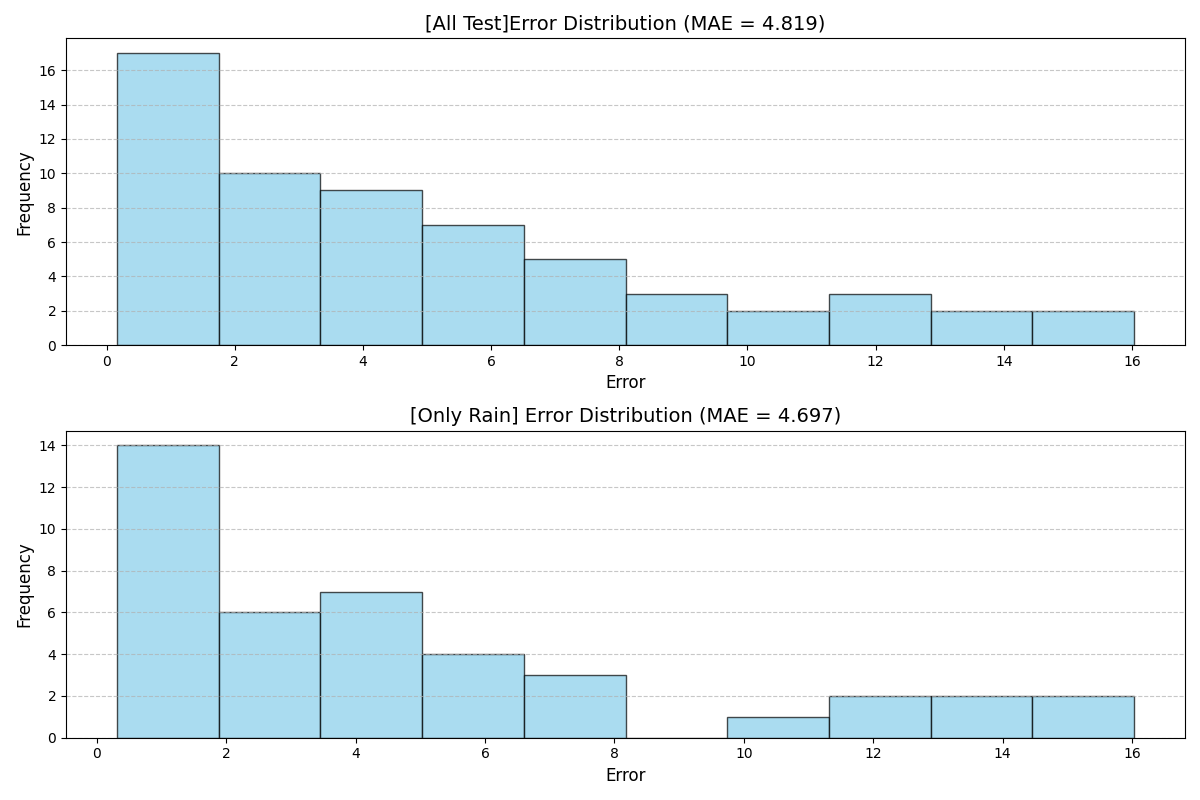 [All Test]Error Distribution (MAE = 4.819)
Frequency
16
14
12
10
8
6
4
2
0
0 2 4 6 8 10 12 14 16
Error
[Only Rain] Error Distribution (MAE = 4.697)
Frequency
14
12
10
8
6
4
2
0
0 2 4 6 8 10 12 14 16
Error